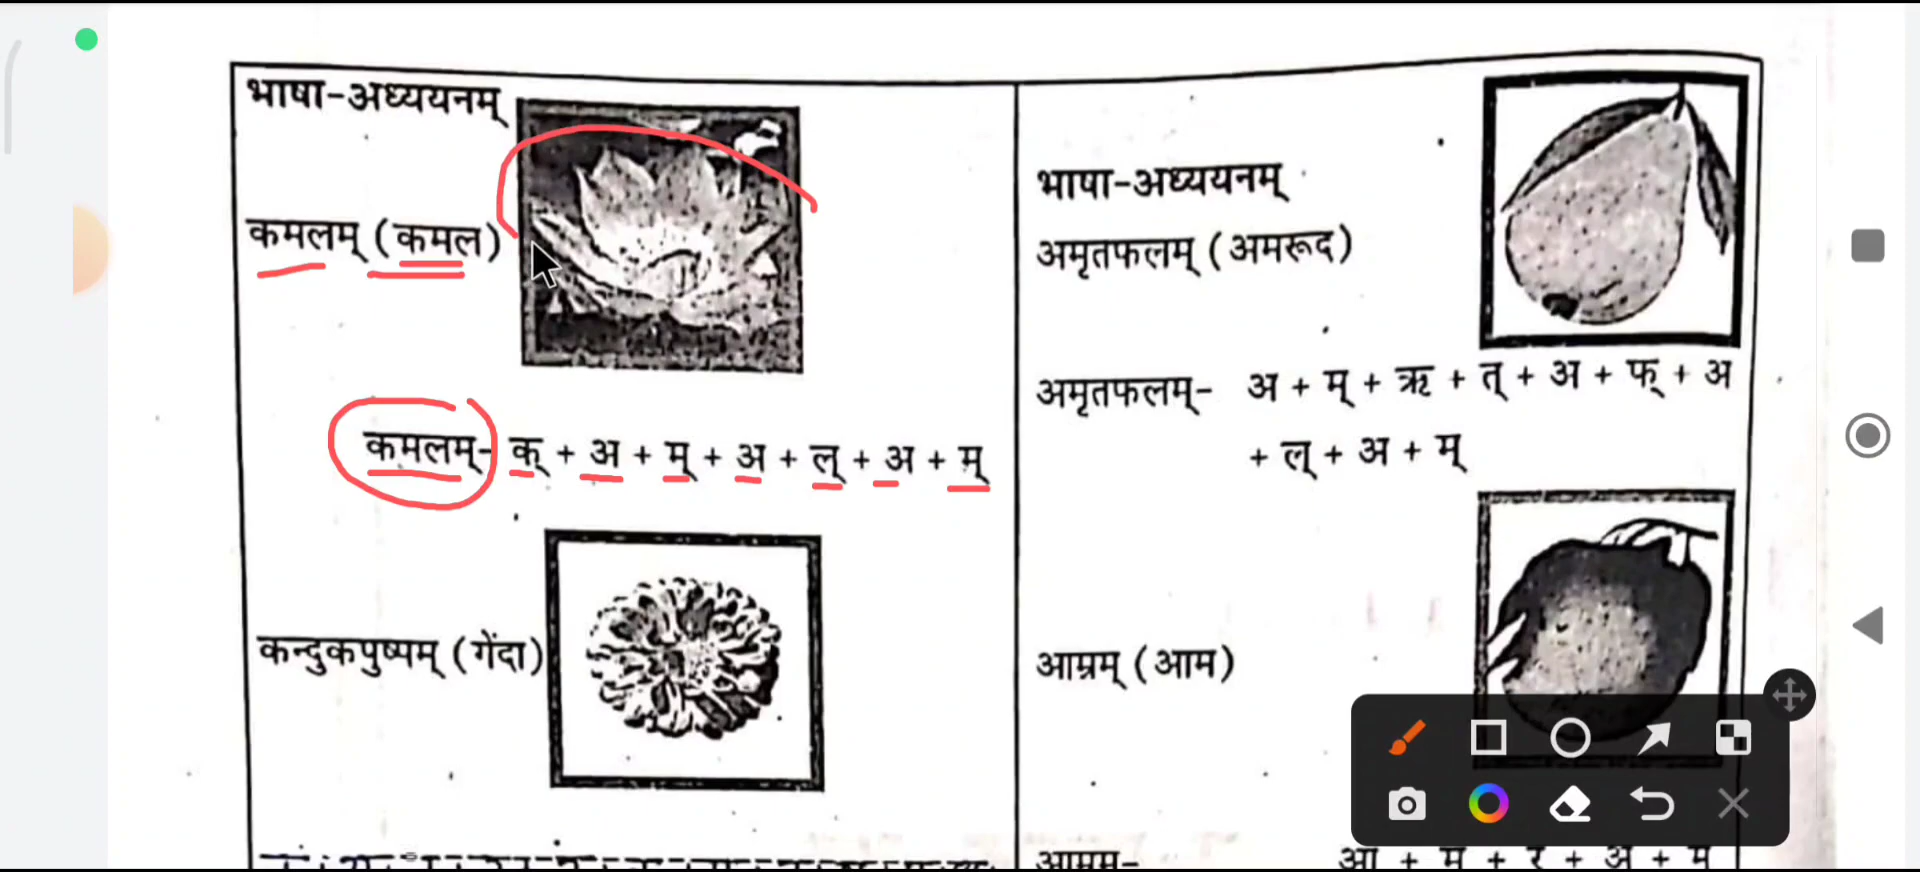 भाषा-अध्ययनम्
कमलम् (कमल)
कमलम्- क् + अ + म् + अ + ल् + अ + म्
कन्दुकपुष्पम् (गेंदा)
भाषा-अध्ययनम्
अमृतफलम् (अमरूद)
अमृतफलम्- अ + म् + ऋ + त् + अ + फ् + अ
+ ल् + अ + म्
आम्रम् (आम)